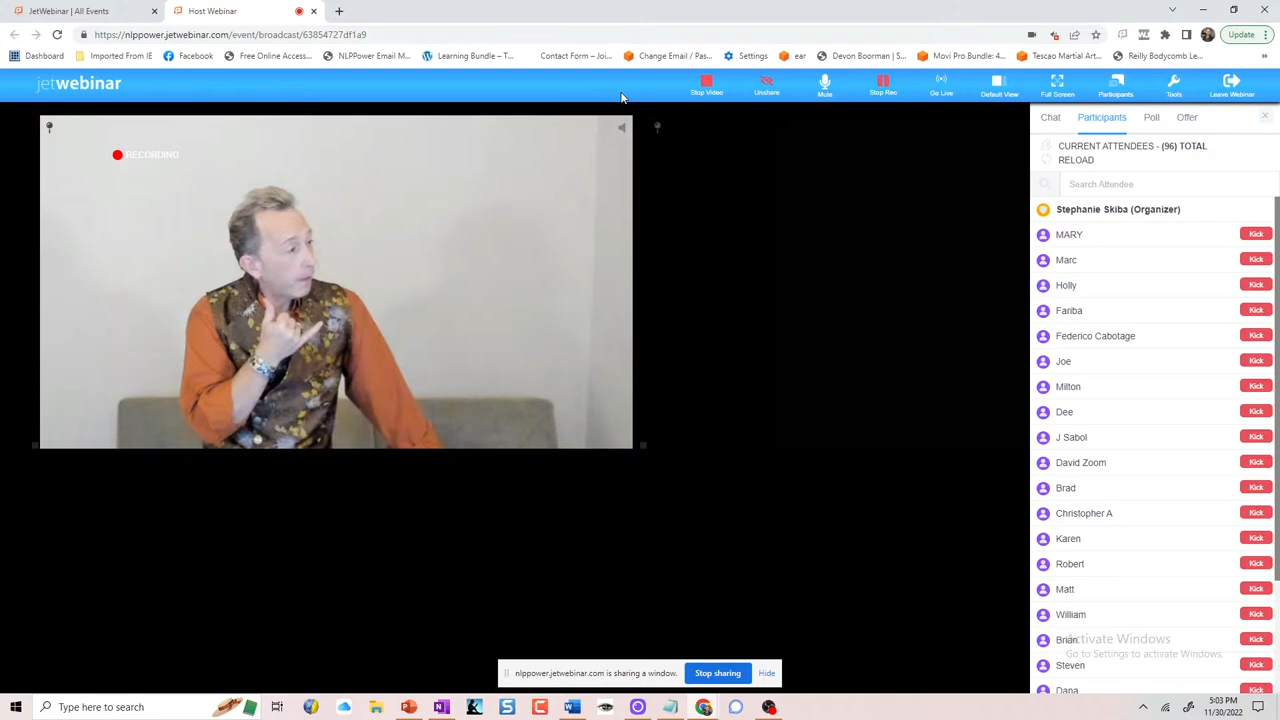 JetWebinar | All Events
Host Webinar
https://nlppower.jetwebinar.com/event/broadcast/63854727df1a9
Update
Dashboard
Imported From IE
Facebook
Free Online Access...
NLPPower Email M...
Learning Bundle – T...
Contact Form – Joi...
Change Email / Pas...
Settings
ear
Devon Boorman | S...
Movi Pro Bundle: 4...
Tescao Martial Art...
Reilly Bodycomb Le...
»
jetwebinar
Stop Video
Unshare
Mute
Stop Rec
Go Live
Default View
Full Screen
Participants
Tools
Leave Webinar
RECORDING
Chat
Participants
Poll
Offer
CURRENT ATTENDEES - (96) TOTAL
RELOAD
Search Attendee
Stephanie Skiba (Organizer)
MARY Kick
Marc Kick
Holly Kick
Fariba Kick
Federico Cabotage Kick
Joe Kick
Milton Kick
Dee Kick
J Sabol Kick
David Zoom Kick
Brad Kick
Christopher A Kick
Karen Kick
Robert Kick
Matt Kick
William Kick
Brian Kick
Activate Windows
Go to Settings to activate Windows.
Steven Kick
Dana Kick
nlppower.jetwebinar.com is sharing a window.
Stop sharing
Hide
Type here to search
5:03 PM
11/30/2022